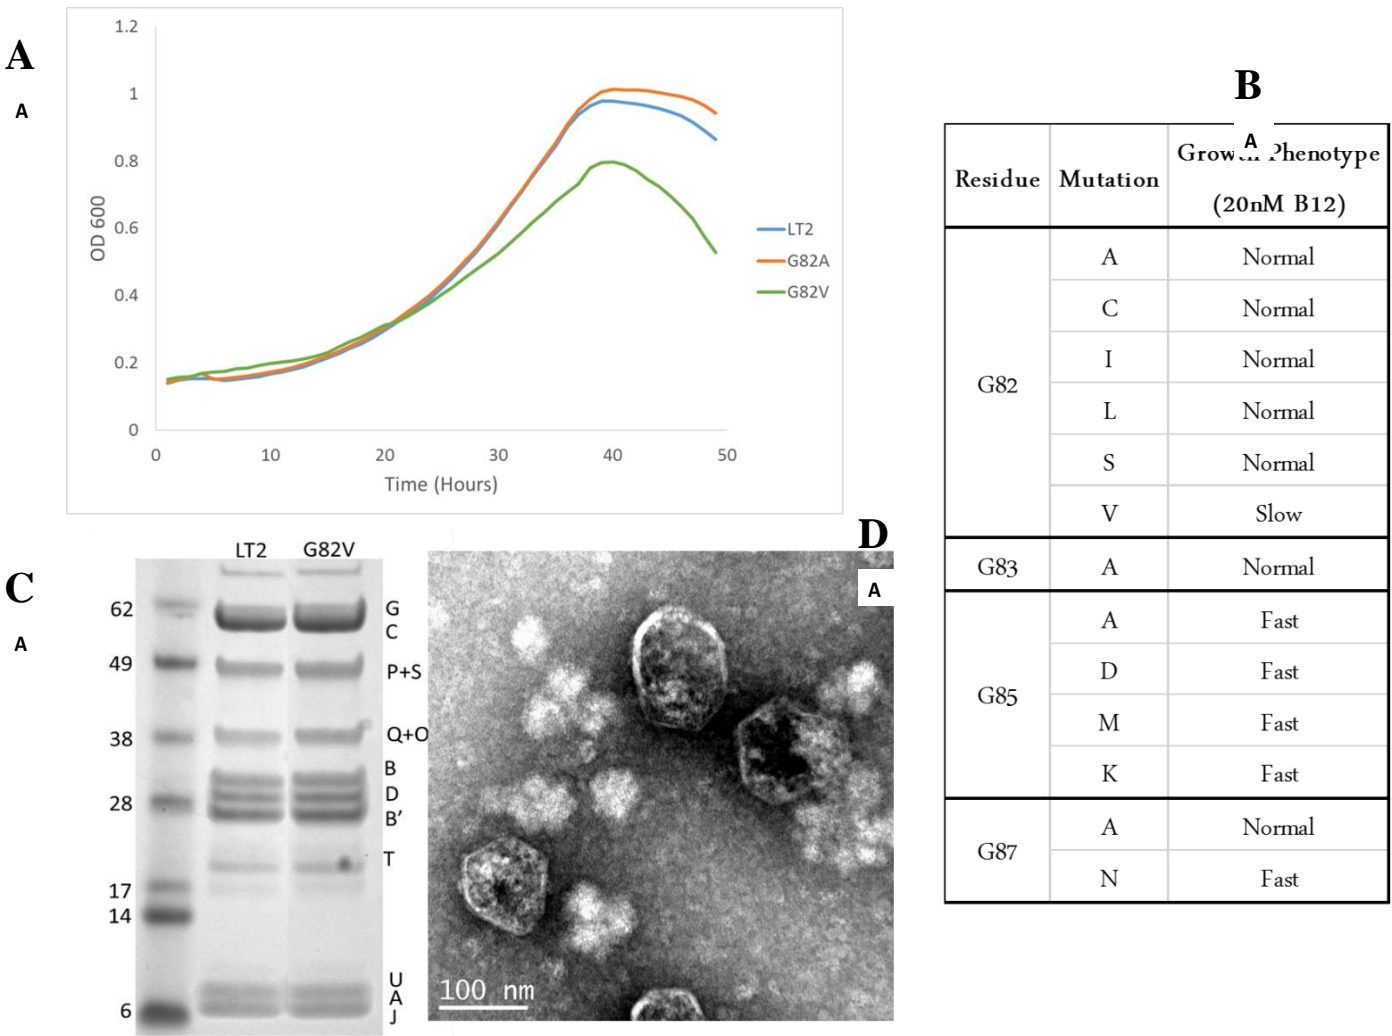 A
A
1.2
1
0.8
0.6
0.4
0.2
0
0 10 20 30 40 50
OD 600
Time (Hours)
LT2
G82A
G82V
B
A
Residue Mutation Growth Phenotype
(20nM B12)
G82
A Normal
C Normal
I Normal
L Normal
S Normal
V Slow
G83 A Normal
G85
A Fast
D Fast
M Fast
K Fast
G87
A Normal
N Fast
C
A
LT2 G82V
62
49
38
28
17
14
6
G
C
P+S
Q+O
B
D
B'
T
U
A
J
D
A
100 nm